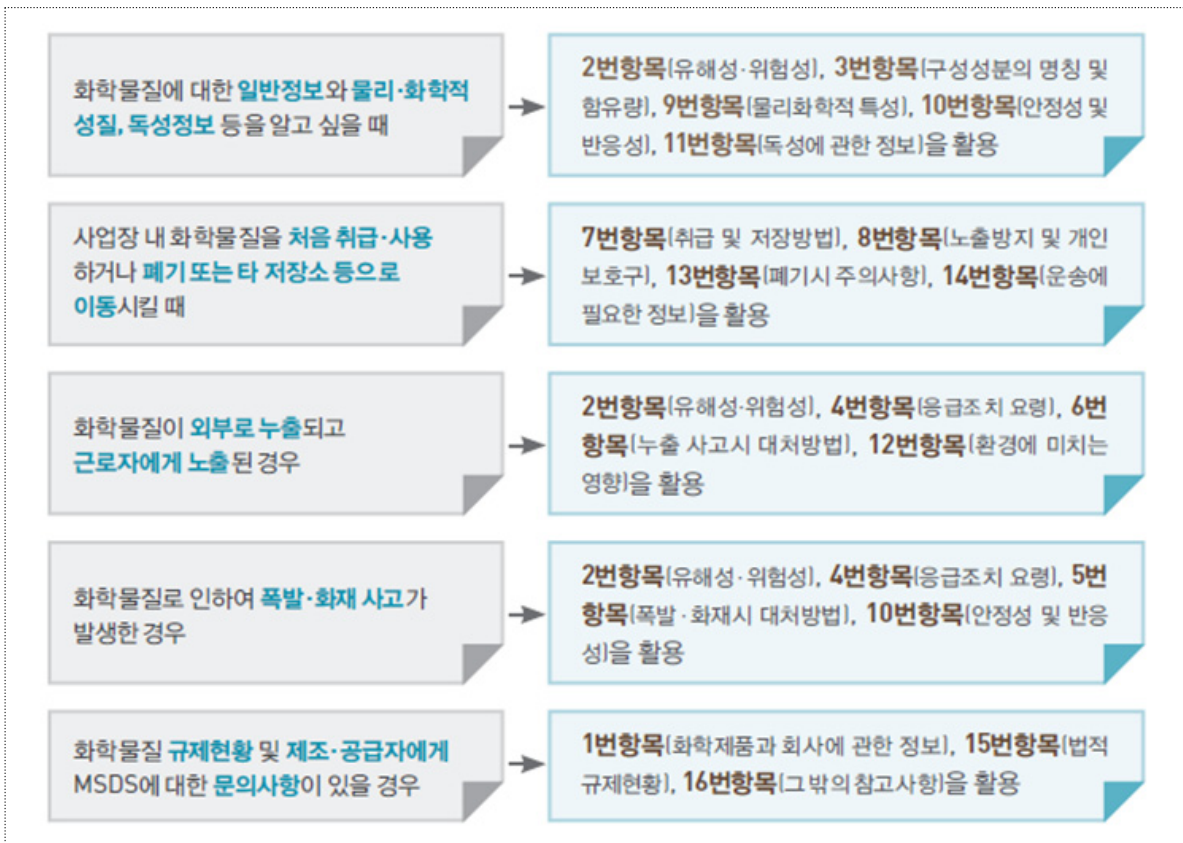 화학물질에 대한 일반정보와 물리·화학적
성질, 독성정보 등을 알고 싶을 때
2번항목(유해성·위험성), 3번항목(구성성분의 명칭 및
함유량), 9번항목(물리화학적 특성), 10번항목(안정성 및
반응성), 11번항목(독성에 관한 정보)을 활용
사업장 내 화학물질을 처음 취급·사용
하거나 폐기 또는 타 저장소 등으로
이동시킬 때
7번항목(취급 및 저장방법), 8번항목(노출방지 및 개인
보호구), 13번항목(폐기시 주의사항), 14번항목(운송에
필요한 정보)을 활용
화학물질이 외부로 누출되고
근로자에게 노출된 경우
2번항목(유해성·위험성), 4번항목(응급조치 요령), 6번
항목(누출 사고시 대처방법), 12번항목(환경에 미치는
영향)을 활용
화학물질로 인하여 폭발·화재 사고가
발생한 경우
2번항목(유해성·위험성), 4번항목(응급조치 요령), 5번
항목(폭발·화재시 대처방법), 10번항목(안정성 및 반응
성)을 활용
화학물질 규제현황 및 제조·공급자에게
MSDS에 대한 문의사항이 있을 경우
1번항목(화학제품과 회사에 관한 정보), 15번항목(법적
규제현황), 16번항목(그 밖의 참고사항)을 활용